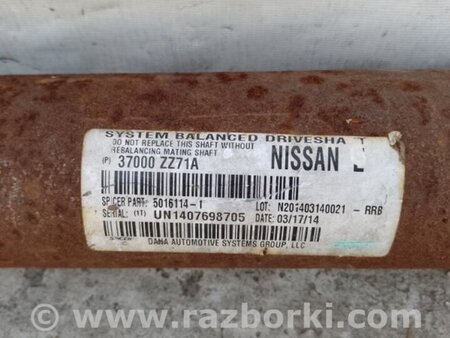 SYSTEM BALANCED DRIVESHA
DO NOT REPLACE THIS SHAFT WITHOUT
REBALANCING MATING SHAFT
(P) 37000 ZZ71A NISSAN
SPICER PART: 5016114-1 LOT: N201403140021 - RRB
SERIAL: (1T) UN1407698705 DATE: 03/17/14
SPICER DANA AUTOMOTIVE SYSTEMS GROUP, LLC
www.razborki.com